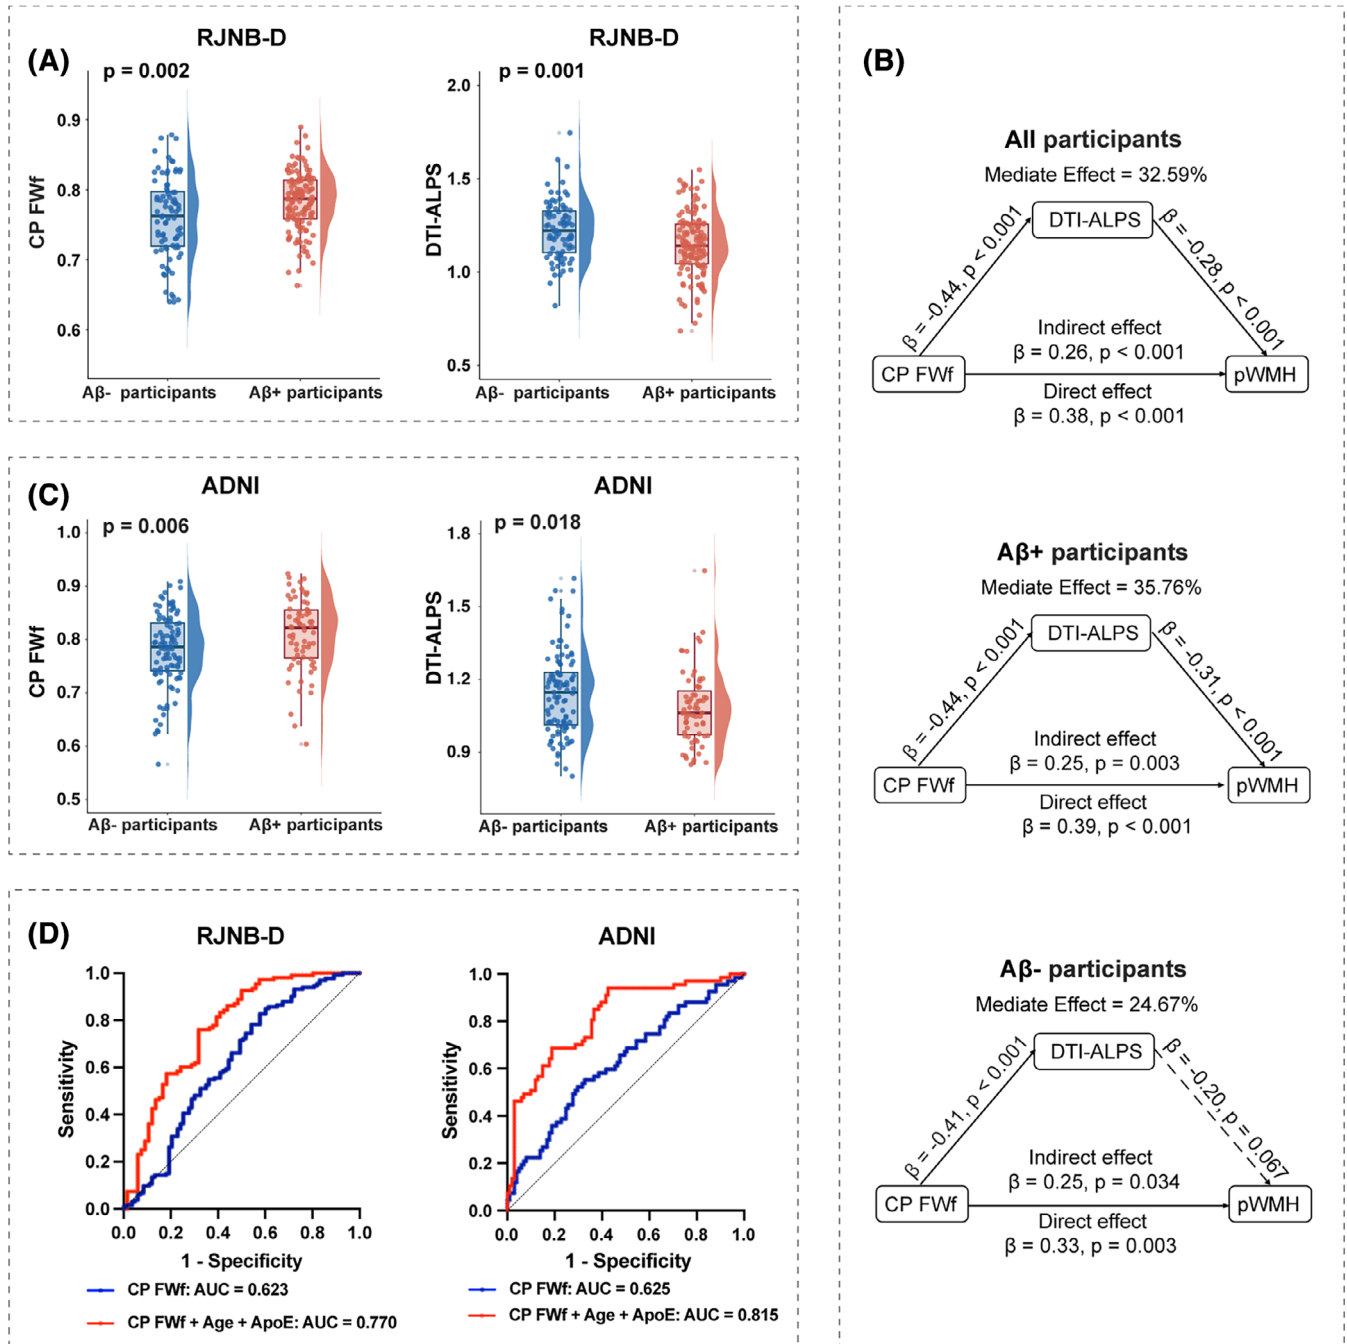 (A)
RJNB-D
p = 0.002
CP FWf
0.9
0.8
0.7
0.6
Aβ- participants
Aβ+ participants
RJNB-D
p = 0.001
DTI-ALPS
2.0
1.5
1.0
0.5
Aβ- participants
Aβ+ participants
(B)
All participants
Mediate Effect = 32.59%
DTI-ALPS
β = -0.44, p < 0.001
β = -0.28, p < 0.001
Indirect effect
β = 0.26, p < 0.001
CP FWf
pWMH
Direct effect
β = 0.38, p < 0.001
Aβ+ participants
Mediate Effect = 35.76%
DTI-ALPS
β = -0.44, p < 0.001
β = -0.31, p < 0.001
Indirect effect
β = 0.25, p = 0.003
CP FWf
pWMH
Direct effect
β = 0.39, p < 0.001
Aβ- participants
Mediate Effect = 24.67%
DTI-ALPS
β = -0.41, p < 0.001
β = -0.20, p = 0.067
Indirect effect
β = 0.25, p = 0.034
CP FWf
pWMH
Direct effect
β = 0.33, p = 0.003
(C)
ADNI
p = 0.006
CP FWf
1.0
0.9
0.8
0.7
0.6
0.5
Aβ- participants
Aβ+ participants
ADNI
p = 0.018
DTI-ALPS
1.8
1.5
1.2
0.9
Aβ- participants
Aβ+ participants
(D)
RJNB-D
Sensitivity
1.0
0.8
0.6
0.4
0.2
0.0
0.0 0.2 0.4 0.6 0.8 1.0
1 - Specificity
CP FWf: AUC = 0.623
CP FWf + Age + ApoE: AUC = 0.770
ADNI
Sensitivity
1.0
0.8
0.6
0.4
0.2
0.0
0.0 0.2 0.4 0.6 0.8 1.0
1 - Specificity
CP FWf: AUC = 0.625
CP FWf + Age + ApoE: AUC = 0.815